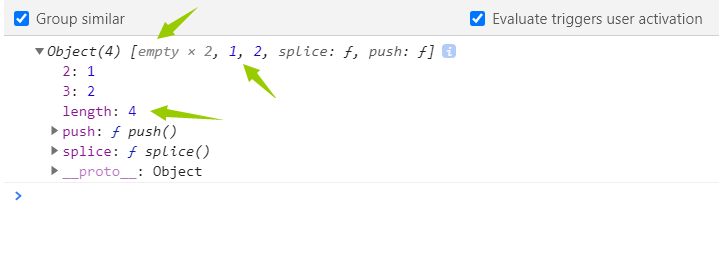 Group similar
Evaluate triggers user activation
Object(4) [empty × 2, 1, 2, splice: ƒ, push: ƒ] i
2: 1
3: 2
length: 4
push: ƒ push()
splice: ƒ splice()
__proto__: Object